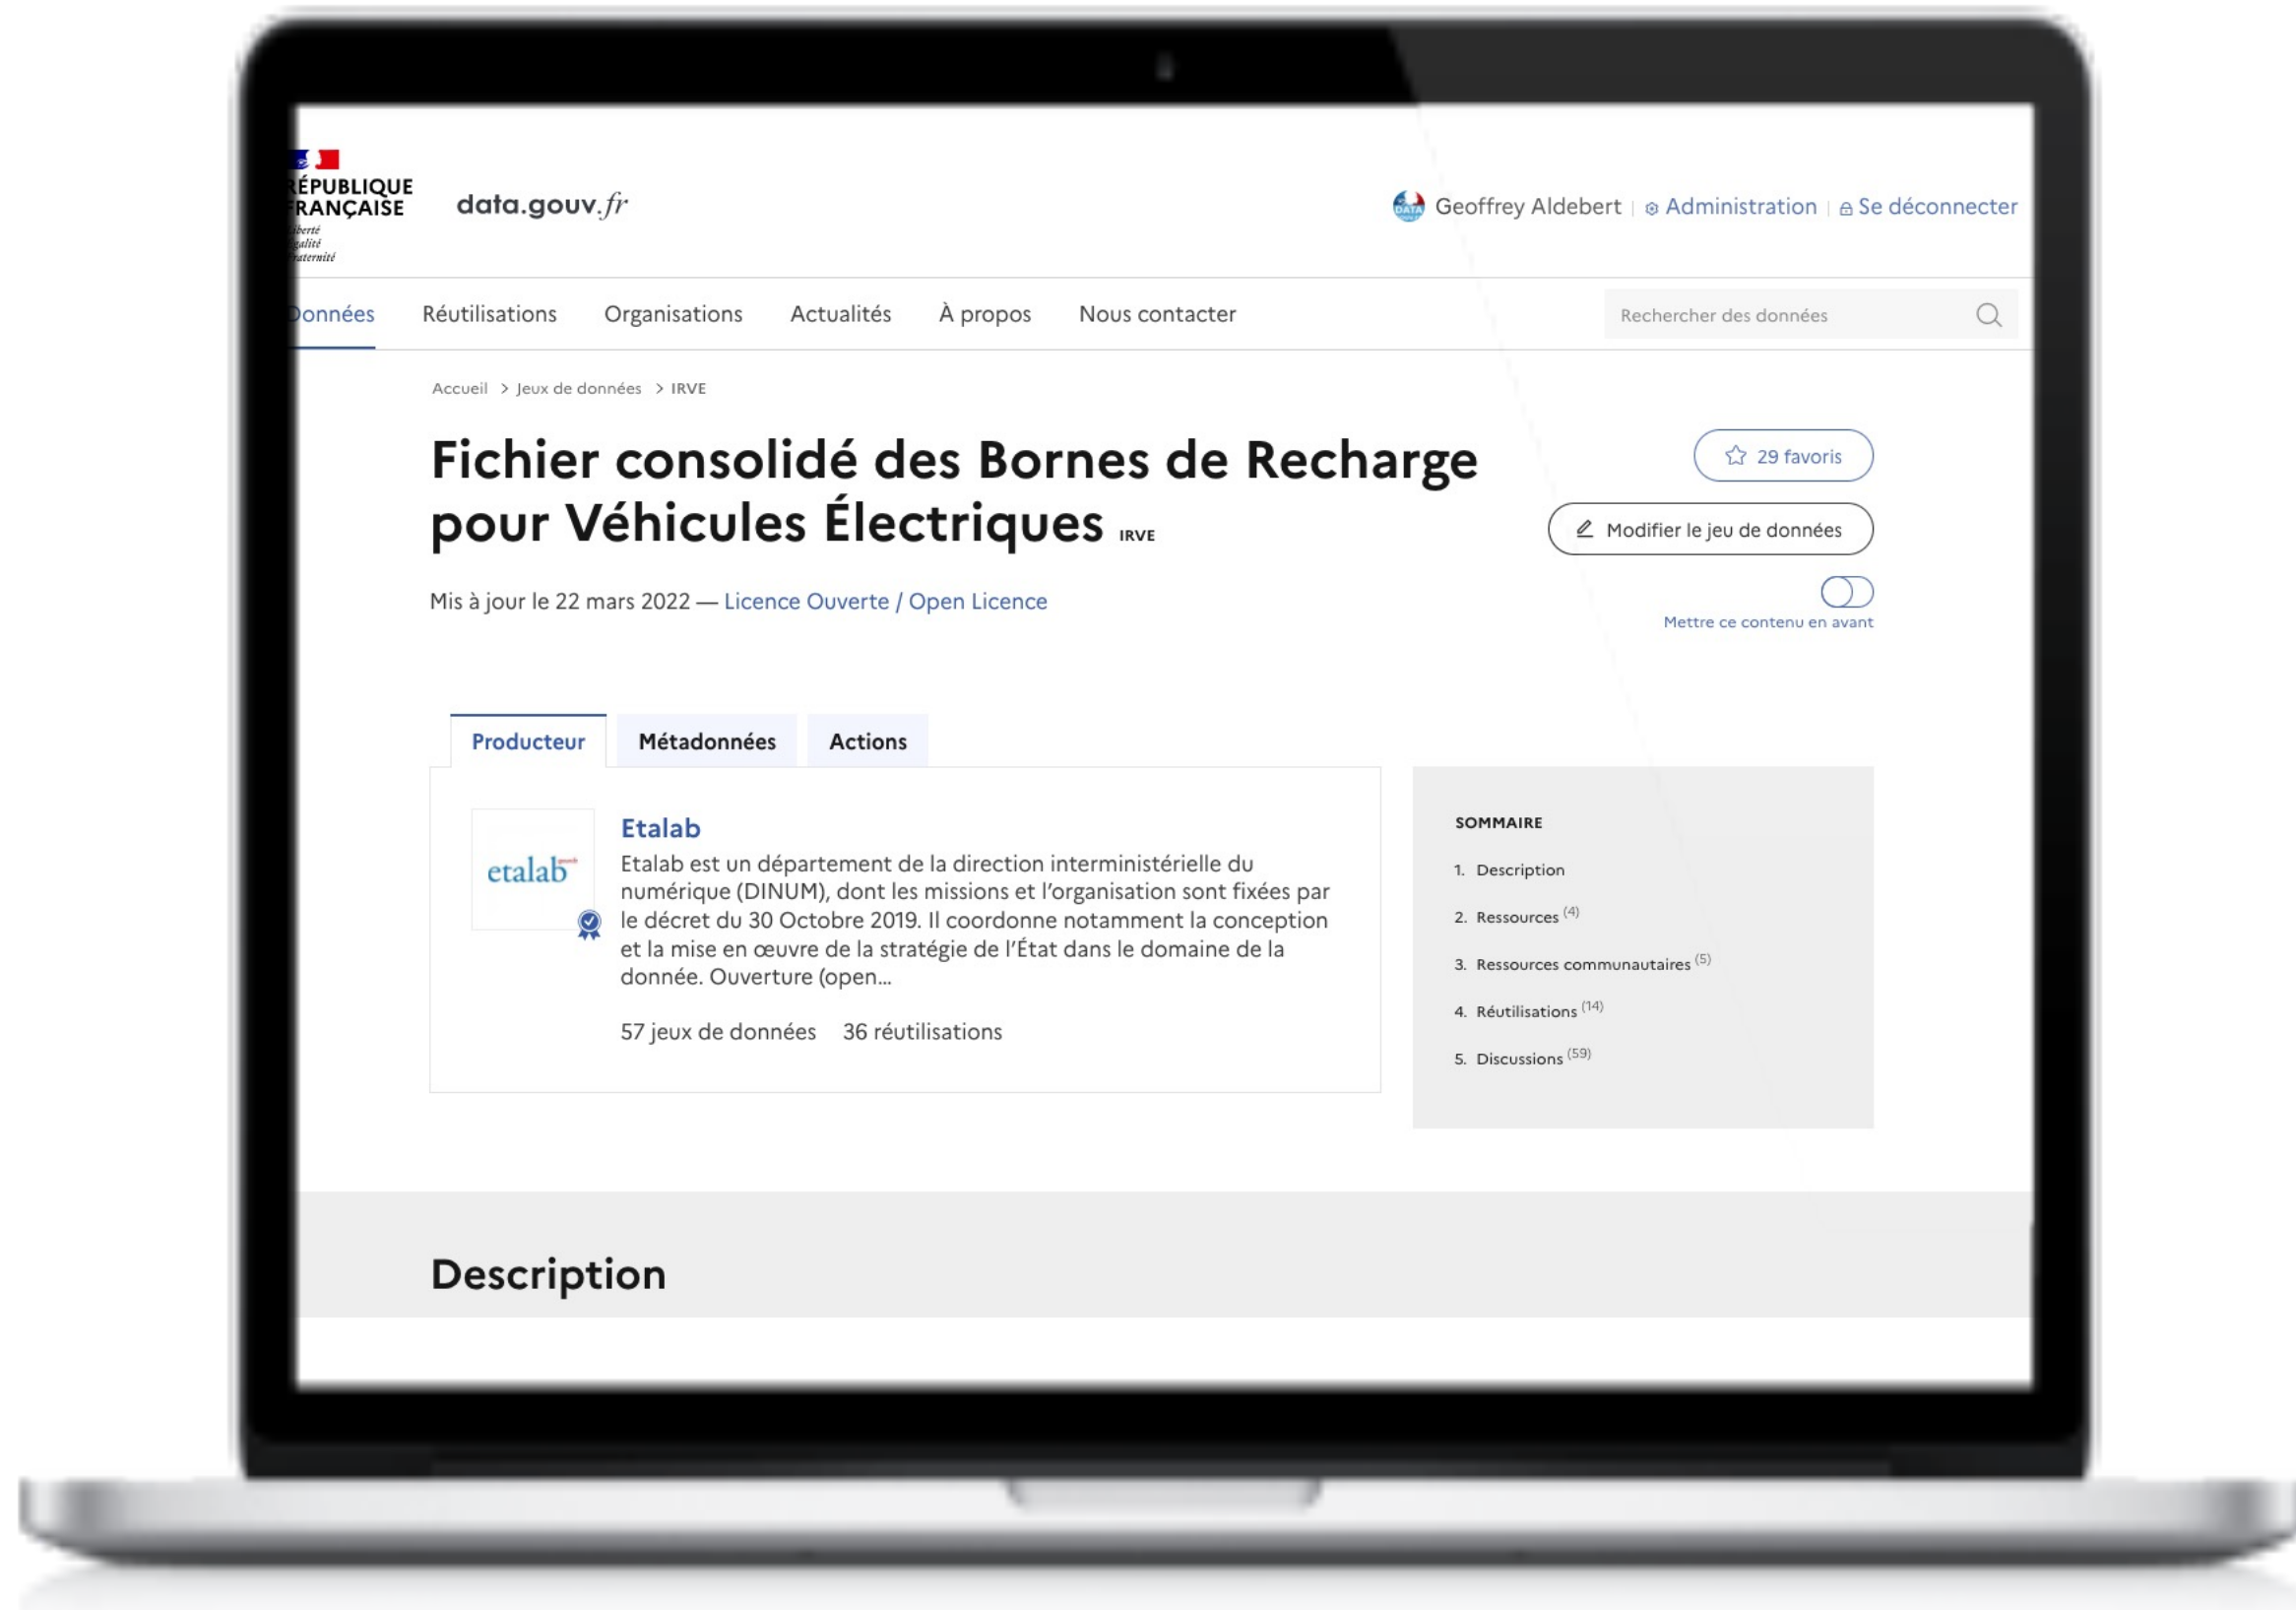 RÉPUBLIQUE
FRANÇAISE
Liberté
Égalité
Fraternité
data.gouv.fr
DATA
Geoffrey Aldebert | Administration | Se déconnecter
Données Réutilisations Organisations Actualités À propos Nous contacter
Rechercher des données
Accueil > Jeux de données > IRVE
Fichier consolidé des Bornes de Recharge
pour Véhicules Électriques IRVE
29 favoris
Modifier le jeu de données
Mis à jour le 22 mars 2022 — Licence Ouverte / Open Licence
Mettre ce contenu en avant
Producteur Métadonnées Actions
etalab
Etalab
Etalab est un département de la direction interministérielle du
numérique (DINUM), dont les missions et l'organisation sont fixées par
le décret du 30 Octobre 2019. Il coordonne notamment la conception
et la mise en œuvre de la stratégie de l'État dans le domaine de la
donnée. Ouverture (open...
57 jeux de données 36 réutilisations
SOMMAIRE
1. Description
2. Ressources (4)
3. Ressources communautaires (5)
4. Réutilisations (14)
5. Discussions (59)
Description